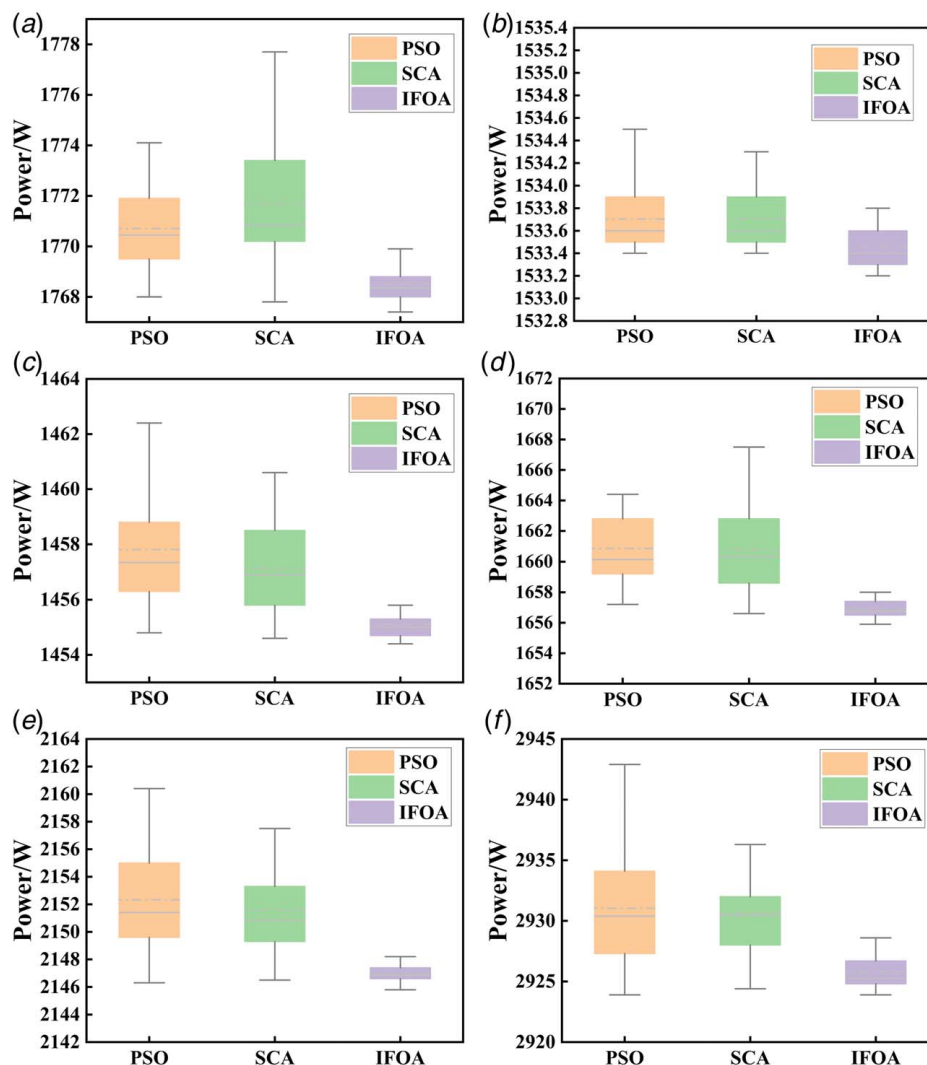 (a)
Power/W
1778
1776
1774
1772
1770
1768
PSO
SCA
IFOA
PSO
SCA
IFOA
(b)
Power/W
1535.4
1535.2
1535.0
1534.8
1534.6
1534.4
1534.2
1534.0
1533.8
1533.6
1533.4
1533.2
1533.0
1532.8
PSO
SCA
IFOA
PSO
SCA
IFOA
(c)
Power/W
1464
1462
1460
1458
1456
1454
PSO
SCA
IFOA
PSO
SCA
IFOA
(d)
Power/W
1672
1670
1668
1666
1664
1662
1660
1658
1656
1654
1652
PSO
SCA
IFOA
PSO
SCA
IFOA
(e)
Power/W
2164
2162
2160
2158
2156
2154
2152
2150
2148
2146
2144
2142
PSO
SCA
IFOA
PSO
SCA
IFOA
(f)
Power/W
2945
2940
2935
2930
2925
2920
PSO
SCA
IFOA
PSO
SCA
IFOA